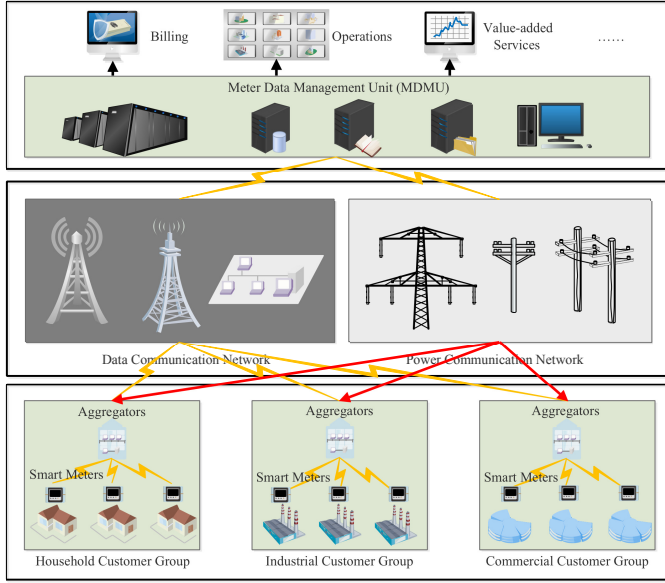 Billing
Operations
Value-added
Services
......
Meter Data Management Unit (MDMU)
Data Communication Network
Power Communication Network
Aggregators
Aggregators
Aggregators
Smart Meters
Smart Meters
Smart Meters
Household Customer Group
Industrial Customer Group
Commercial Customer Group